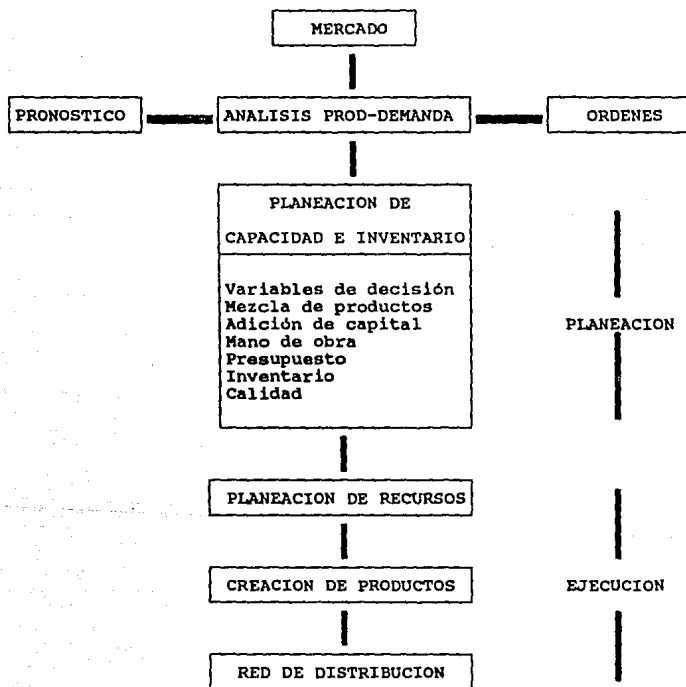 MERCADO
PRONOSTICO
ANALISIS PROD-DEMANDA
ORDENES
PLANEACION DE
CAPACIDAD E INVENTARIO
Variables de decisión
Mezcla de productos
Adición de capital
Mano de obra
Presupuesto
Inventario
Calidad
PLANEACION
PLANEACION DE RECURSOS
CREACION DE PRODUCTOS
EJECUCION
RED DE DISTRIBUCION